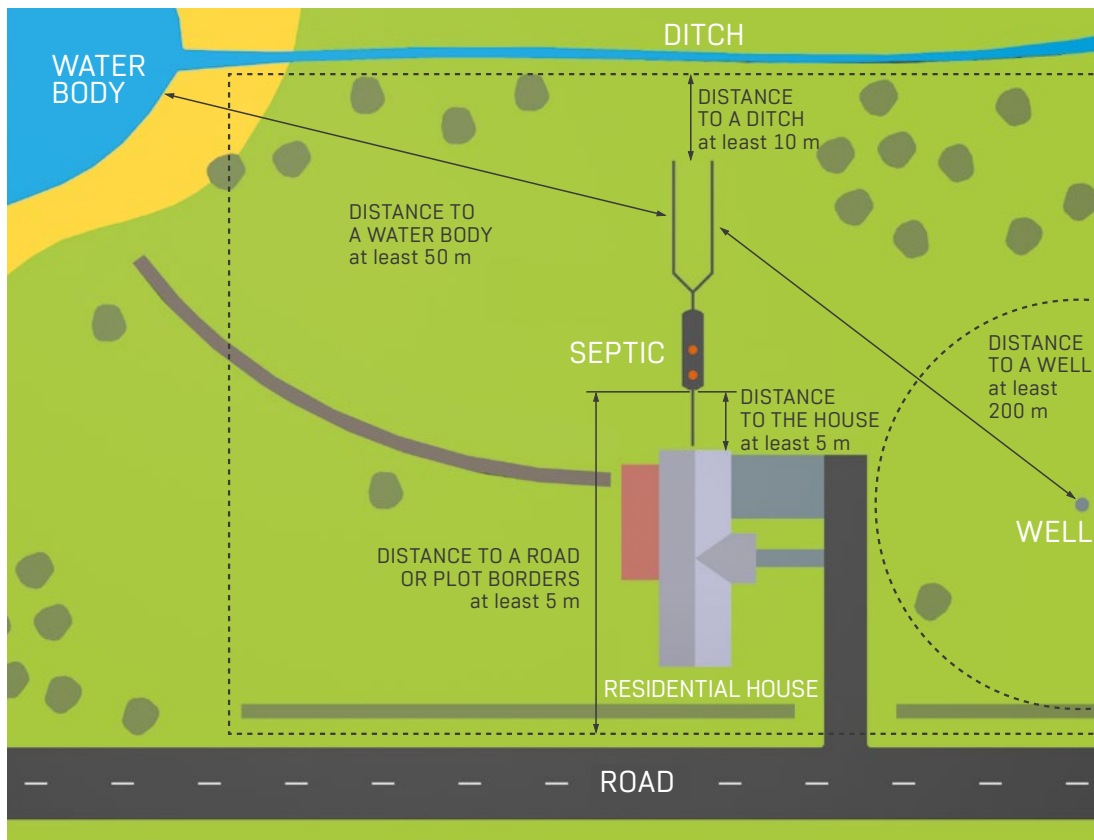 DITCH
WATER
BODY
DISTANCE
TO A DITCH
at least 10 m
DISTANCE TO
A WATER BODY
at least 50 m
SEPTIC
DISTANCE
TO A WELL
at least
200 m
DISTANCE
TO THE HOUSE
at least 5 m
WELL
DISTANCE TO A ROAD
OR PLOT BORDERS
at least 5 m
RESIDENTIAL HOUSE
ROAD